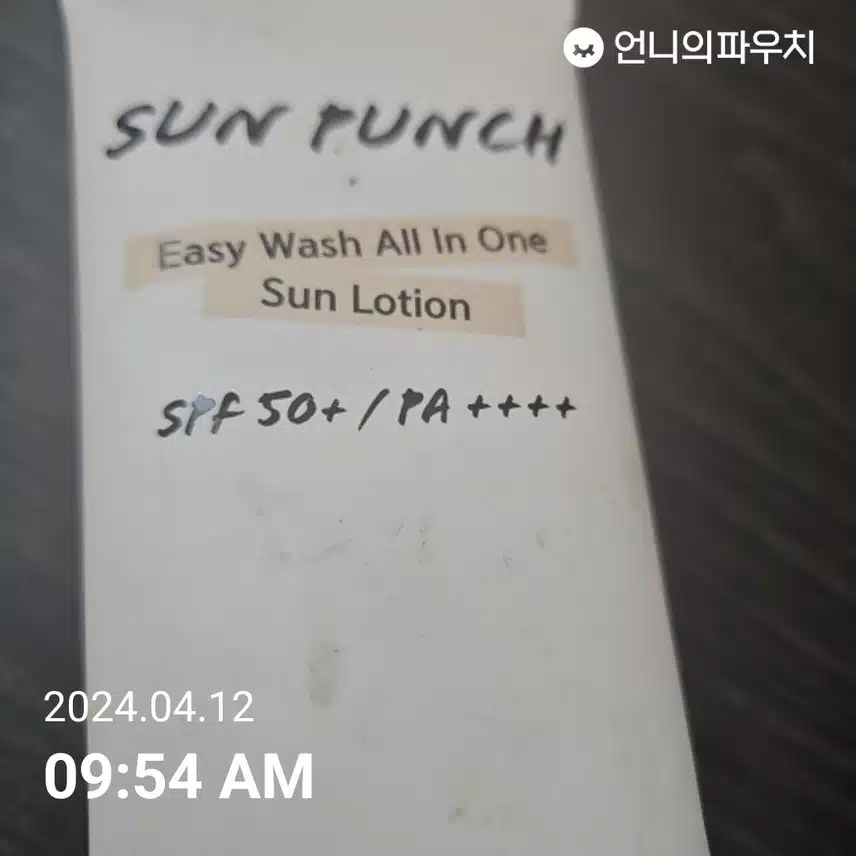 언니의파우치
SUN PUNCH
Easy Wash All In One
Sun Lotion
SPF 50+ / PA ++++
2024.04.12
09:54 AM